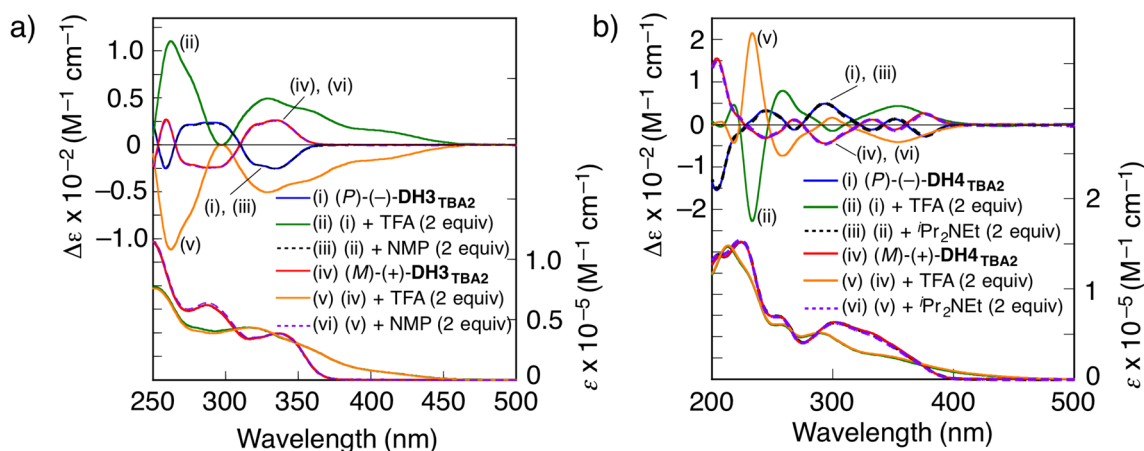 a)
Δε x 10⁻² (M⁻¹ cm⁻¹)
1.0
0.5
0
−0.5
−1.0
(ii)
(iv), (vi)
(i), (iii)
(v)
(i) (P)-(−)-DH3TBA2
(ii) (i) + TFA (2 equiv)
(iii) (ii) + NMP (2 equiv)
(iv) (M)-(+)-DH3TBA2
(v) (iv) + TFA (2 equiv)
(vi) (v) + NMP (2 equiv)
1.0
0.5
0
ε x 10⁻⁵ (M⁻¹ cm⁻¹)
250 300 350 400 450 500
Wavelength (nm)
b)
Δε x 10⁻² (M⁻¹ cm⁻¹)
2
1
0
−1
−2
(v)
(i), (iii)
(iv), (vi)
(ii)
(i) (P)-(−)-DH4TBA2
(ii) (i) + TFA (2 equiv)
(iii) (ii) + ⁱPr₂NEt (2 equiv)
(iv) (M)-(+)-DH4TBA2
(v) (iv) + TFA (2 equiv)
(vi) (v) + ⁱPr₂NEt (2 equiv)
2
1
0
ε x 10⁻⁵ (M⁻¹ cm⁻¹)
200 300 400 500
Wavelength (nm)